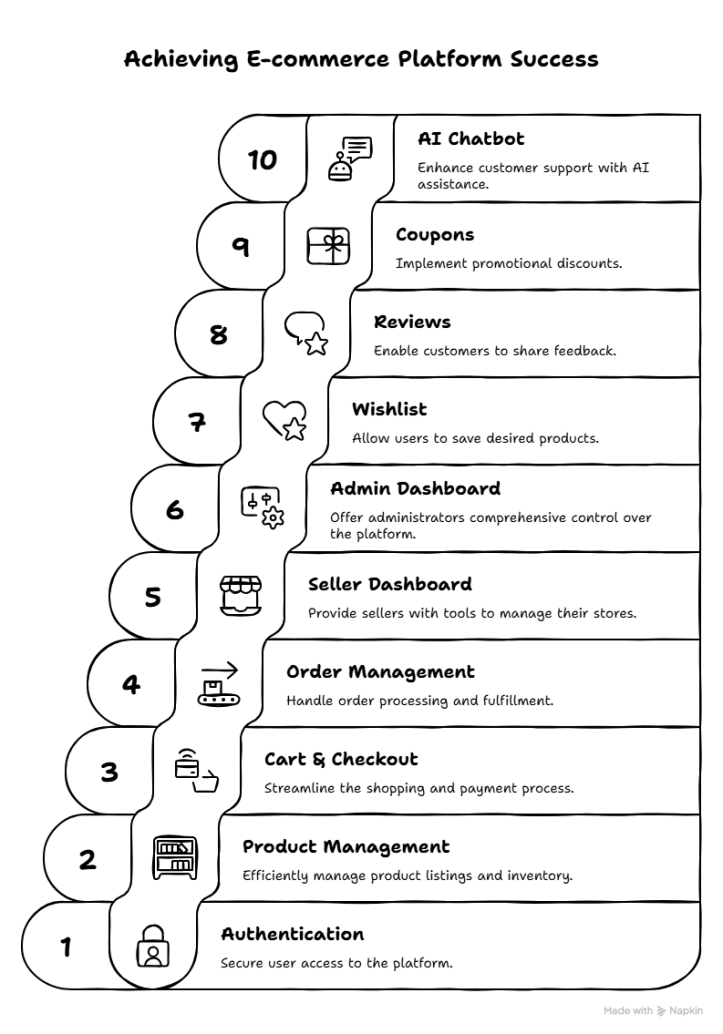 Achieving E-commerce Platform Success
10
AI Chatbot
Enhance customer support with AI
assistance.
9
Coupons
Implement promotional discounts.
8
Reviews
Enable customers to share feedback.
7
Wishlist
Allow users to save desired products.
6
Admin Dashboard
Offer administrators comprehensive control over
the platform.
5
Seller Dashboard
Provide sellers with tools to manage their stores.
4
Order Management
Handle order processing and fulfillment.
3
Cart & Checkout
Streamline the shopping and payment process.
2
Product Management
Efficiently manage product listings and inventory.
1
Authentication
Secure user access to the platform.
Made with Napkin